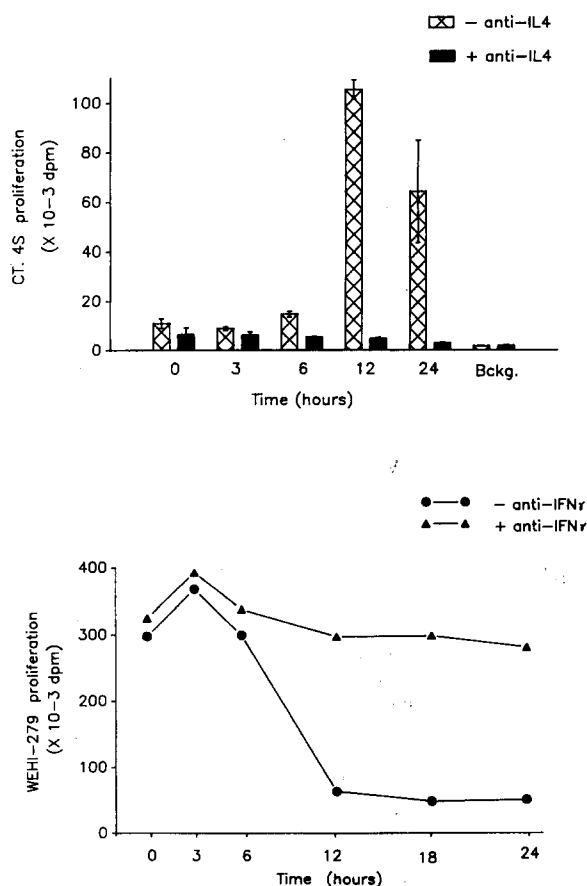 – anti–IL4
+ anti–IL4
CT. 4S proliferation
(X 10–3 dpm)
100
80
60
40
20
0
0 3 6 12 24 Bckg.
Time (hours)
– anti–IFNγ
+ anti–IFNγ
WEHI–279 proliferation
(X 10–3 dpm)
400
300
200
100
0
0 3 6 12 18 24
Time (hours)